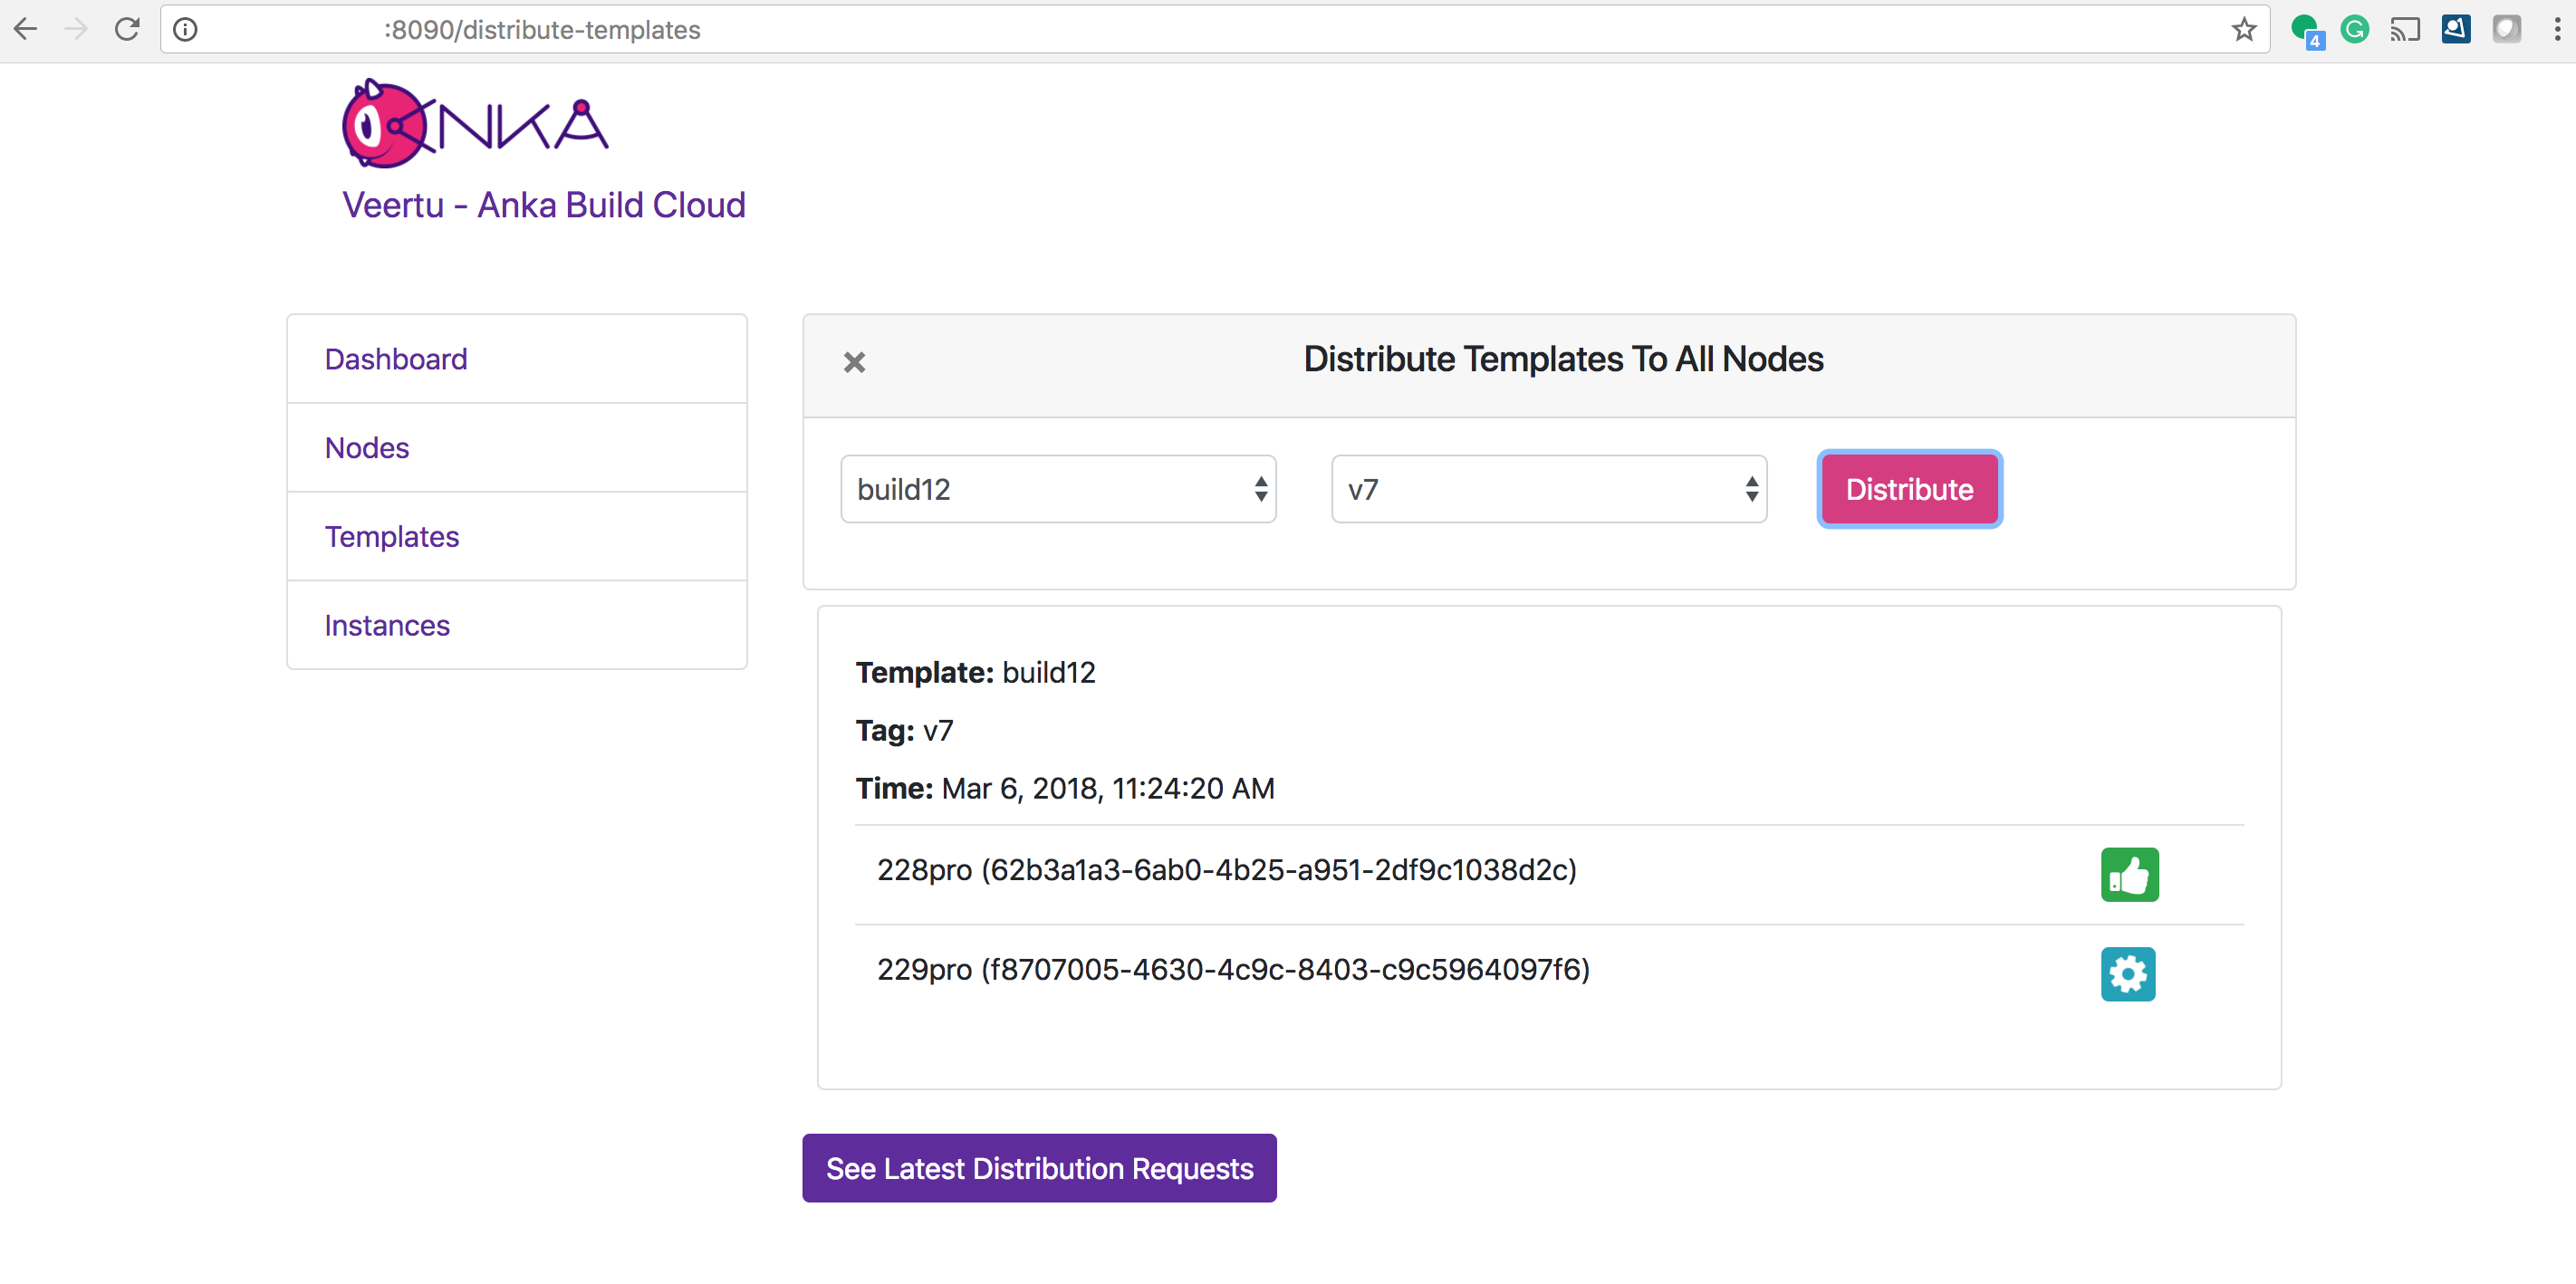 :8090/distribute-templates
4
ANKA
Veertu - Anka Build Cloud
Dashboard
Nodes
Templates
Instances
Distribute Templates To All Nodes
build12
v7
Distribute
Template: build12
Tag: v7
Time: Mar 6, 2018, 11:24:20 AM
228pro (62b3a1a3-6ab0-4b25-a951-2df9c1038d2c)
229pro (f8707005-4630-4c9c-8403-c9c5964097f6)
See Latest Distribution Requests